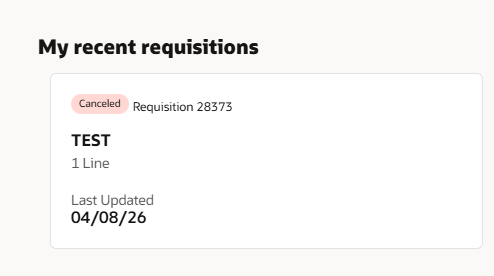 My recent requisitions
Canceled Requisition 28373
TEST
1 Line
Last Updated
04/08/26